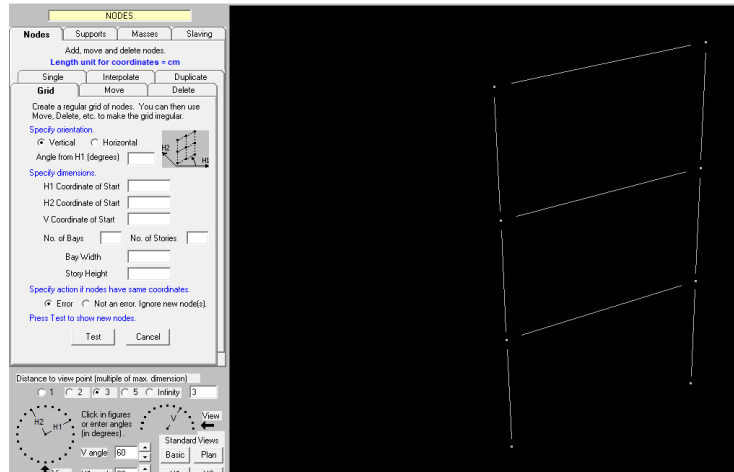 NODES
Nodes Supports Masses Slaving
Add, move and delete nodes.
Length unit for coordinates = cm
Single Interpolate Duplicate
Grid Move Delete
Create a regular grid of nodes. You can then use
Move, Delete, etc. to make the grid irregular.
Specify orientation.
Vertical Horizontal
Angle from H1 (degrees)
H2 H1
Specify dimensions.
H1 Coordinate of Start
H2 Coordinate of Start
V Coordinate of Start
No. of Bays No. of Stories
Bay Width
Story Height
Specify action if nodes have same coordinates.
Error Not an error. Ignore new node(s).
Press Test to show new nodes.
Test Cancel
Distance to view point (multiple of max. dimension)
1 2 3 5 Infinity 3
Click in figures
or enter angles
(in degrees).
H2 H1
V
View
Standard Views
V angle 60 Basic Plan